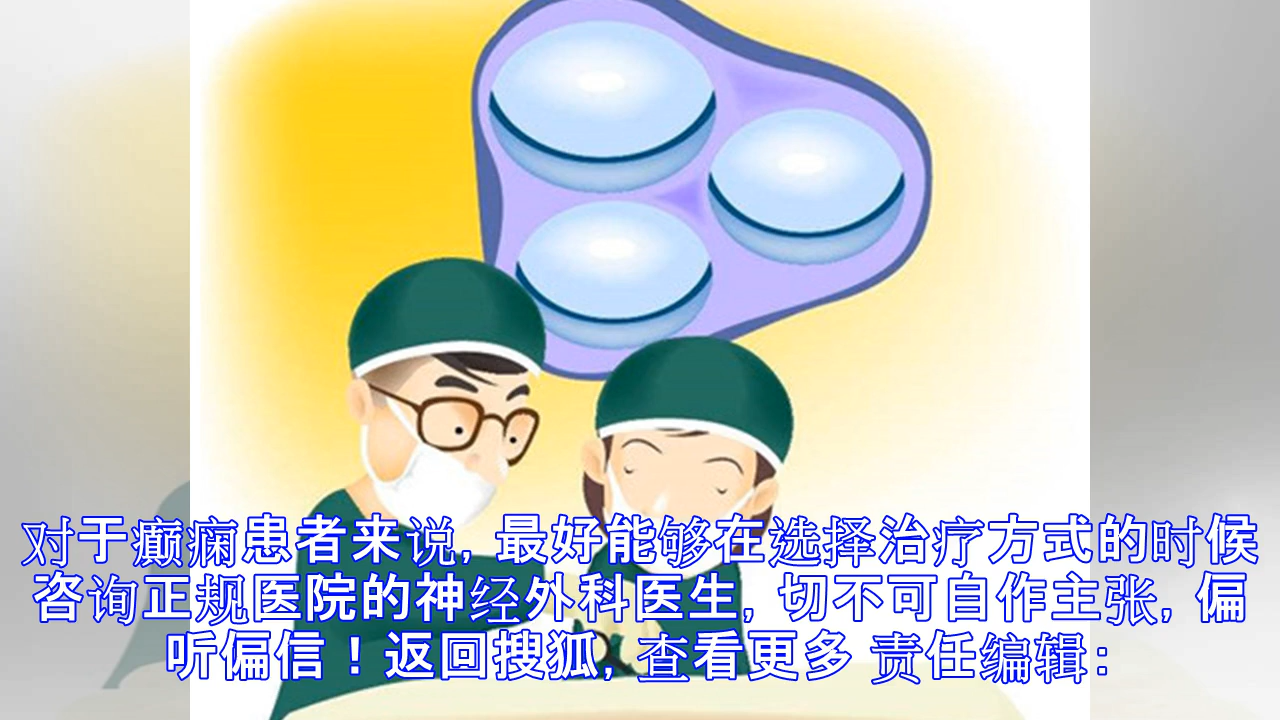 对于癫痫患者来说, 最好能够在选择治疗方式的时候
咨询正规医院的神经外科医生, 切不可自作主张, 偏
听偏信！返回搜狐, 查看更多 责任编辑: